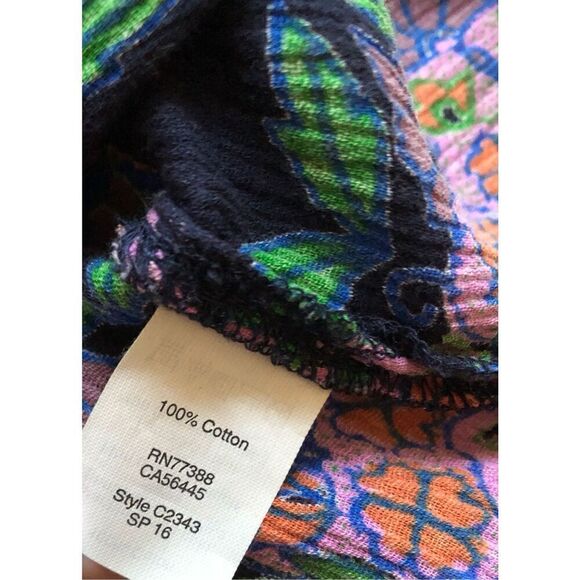 100% Cotton
RN77388
CA56445
Style C2343
SP 16